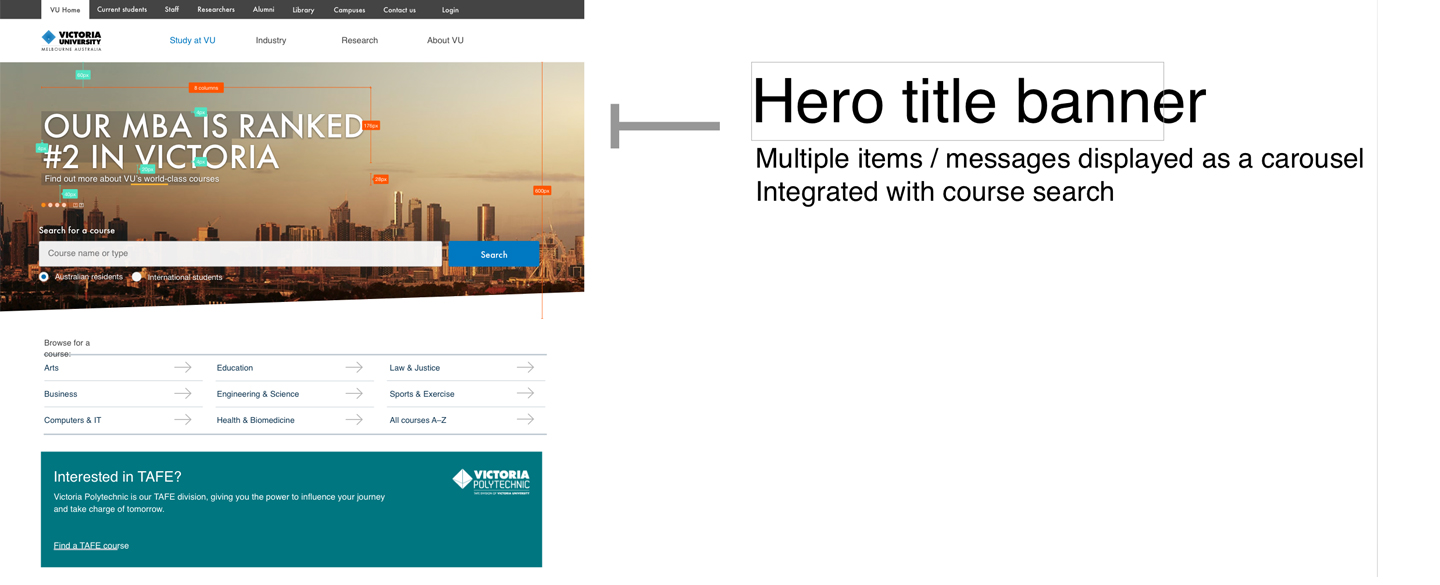 VU Home Current students Staff Researchers Alumni Library Campuses Contact us Login
VICTORIA
UNIVERSITY
MELBOURNE AUSTRALIA
Study at VU Industry Research About VU
8 columns
OUR MBA IS RANKED
176px
#2 IN VICTORIA
Find out more about VU's world-class courses
600px
Search for a course
Course name or type
Search
Australian residents International students
Browse for a
course:
Arts Education Law & Justice
Business Engineering & Science Sports & Exercise
Computers & IT Health & Biomedicine All courses A–Z
Interested in TAFE?
Victoria Polytechnic is our TAFE division, giving you the power to influence your journey
and take charge of tomorrow.
Find a TAFE course
VICTORIA
POLYTECHNIC
Hero title banner
Multiple items / messages displayed as a carousel
Integrated with course search